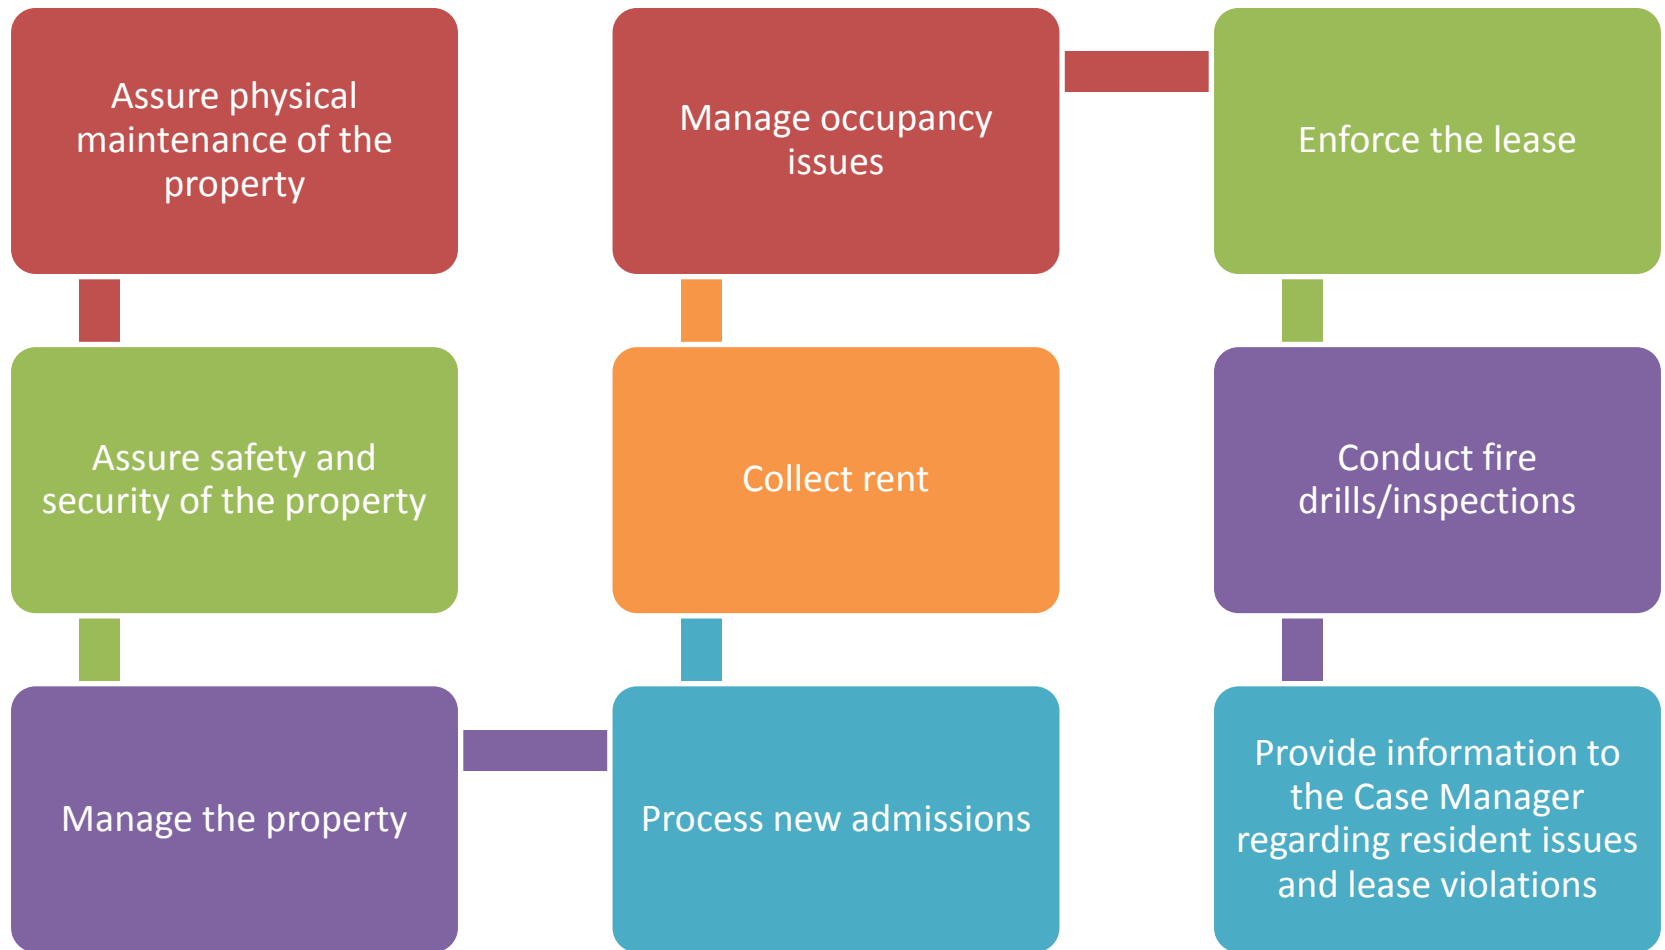 Assure physical
maintenance of the
property
Assure safety and
security of the property
Manage the property
Process new admissions
Collect rent
Manage occupancy
issues
Enforce the lease
Conduct fire
drills/inspections
Provide information to
the Case Manager
regarding resident issues
and lease violations